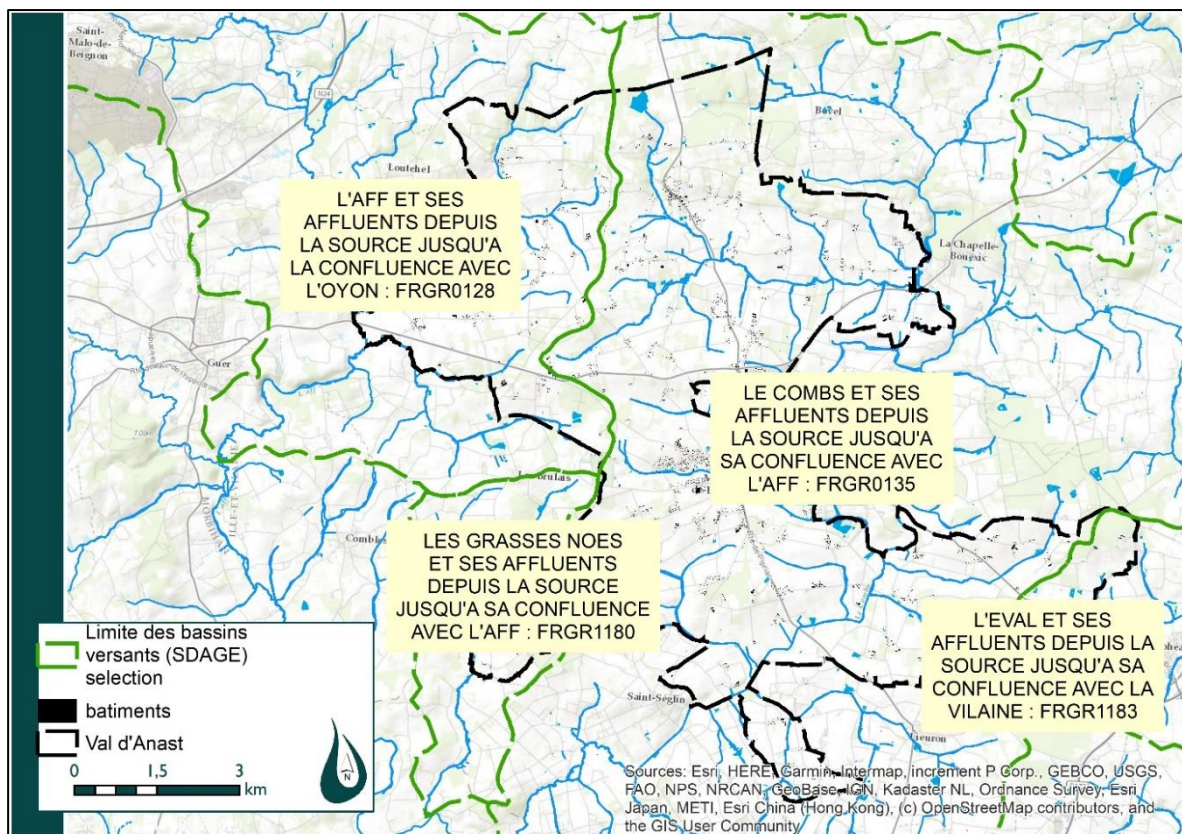 Saint-
Malo-de-
Beignon
N24
Bovel
Loutehel
L'AFF ET SES
AFFLUENTS DEPUIS
LA SOURCE JUSQU'A
LA CONFLUENCE AVEC
L'OYON : FRGR0128
La Chapelle-
Bouëxic
Guer
LE COMBS ET SES
AFFLUENTS DEPUIS
LA SOURCE JUSQU'A
SA CONFLUENCE AVEC
L'AFF : FRGR0135
MORBIHAN
ILLE-ET-VILAINE
LES GRASSES NOES
ET SES AFFLUENTS
DEPUIS LA SOURCE
JUSQU'A SA CONFLUENCE
AVEC L'AFF : FRGR1180
L'EVAL ET SES
AFFLUENTS DEPUIS LA
SOURCE JUSQU'A SA
CONFLUENCE AVEC LA
VILAINE : FRGR1183
Saint-Séglin
Limite des bassins
versants (SDAGE)
selection
batiments
Val d'Anast
0 1,5 3
km
N
Sources: Esri, HERE, Garmin, Intermap, increment P Corp., GEBCO, USGS,
FAO, NPS, NRCAN, GeoBase, IGN, Kadaster NL, Ordnance Survey, Esri
Japan, METI, Esri China (Hong Kong), (c) OpenStreetMap contributors, and
the GIS User Community